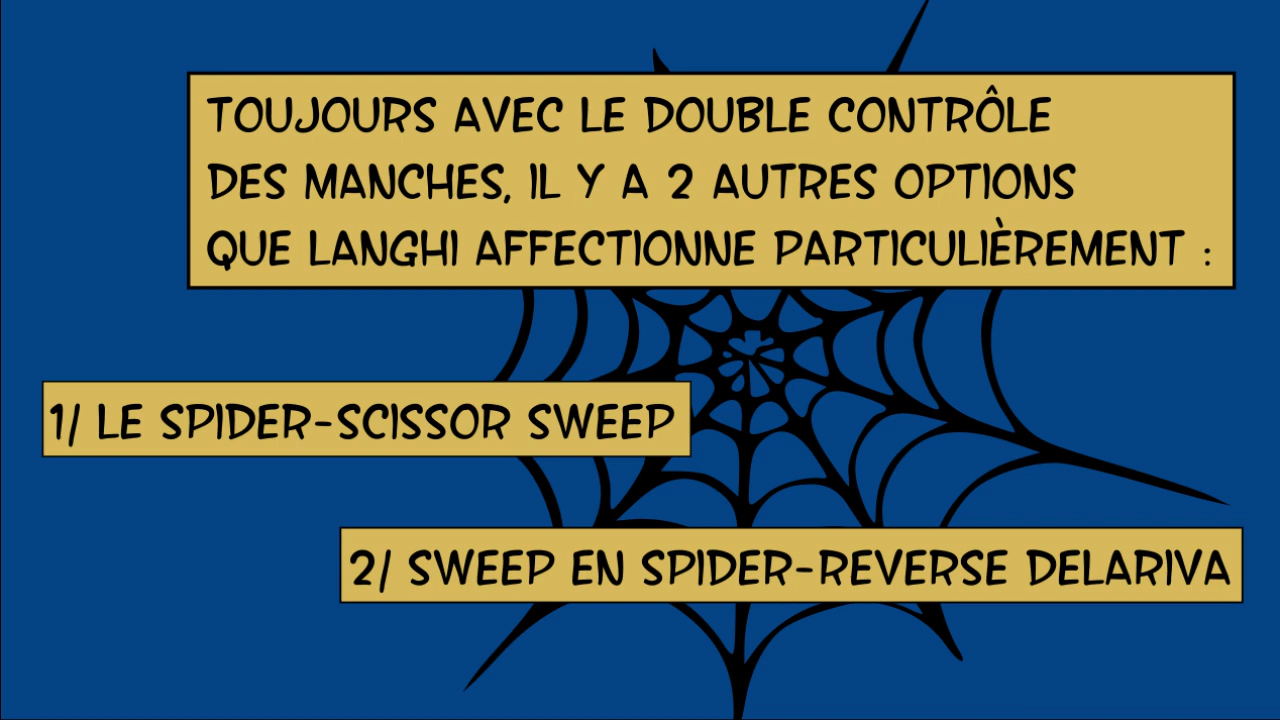 TOUJOURS AVEC LE DOUBLE CONTRÔLE
DES MANCHES, IL Y A 2 AUTRES OPTIONS
QUE LANGHI AFFECTIONNE PARTICULIÈREMENT :
1/ LE SPIDER-SCISSOR SWEEP
2/ SWEEP EN SPIDER-REVERSE DELARIVA